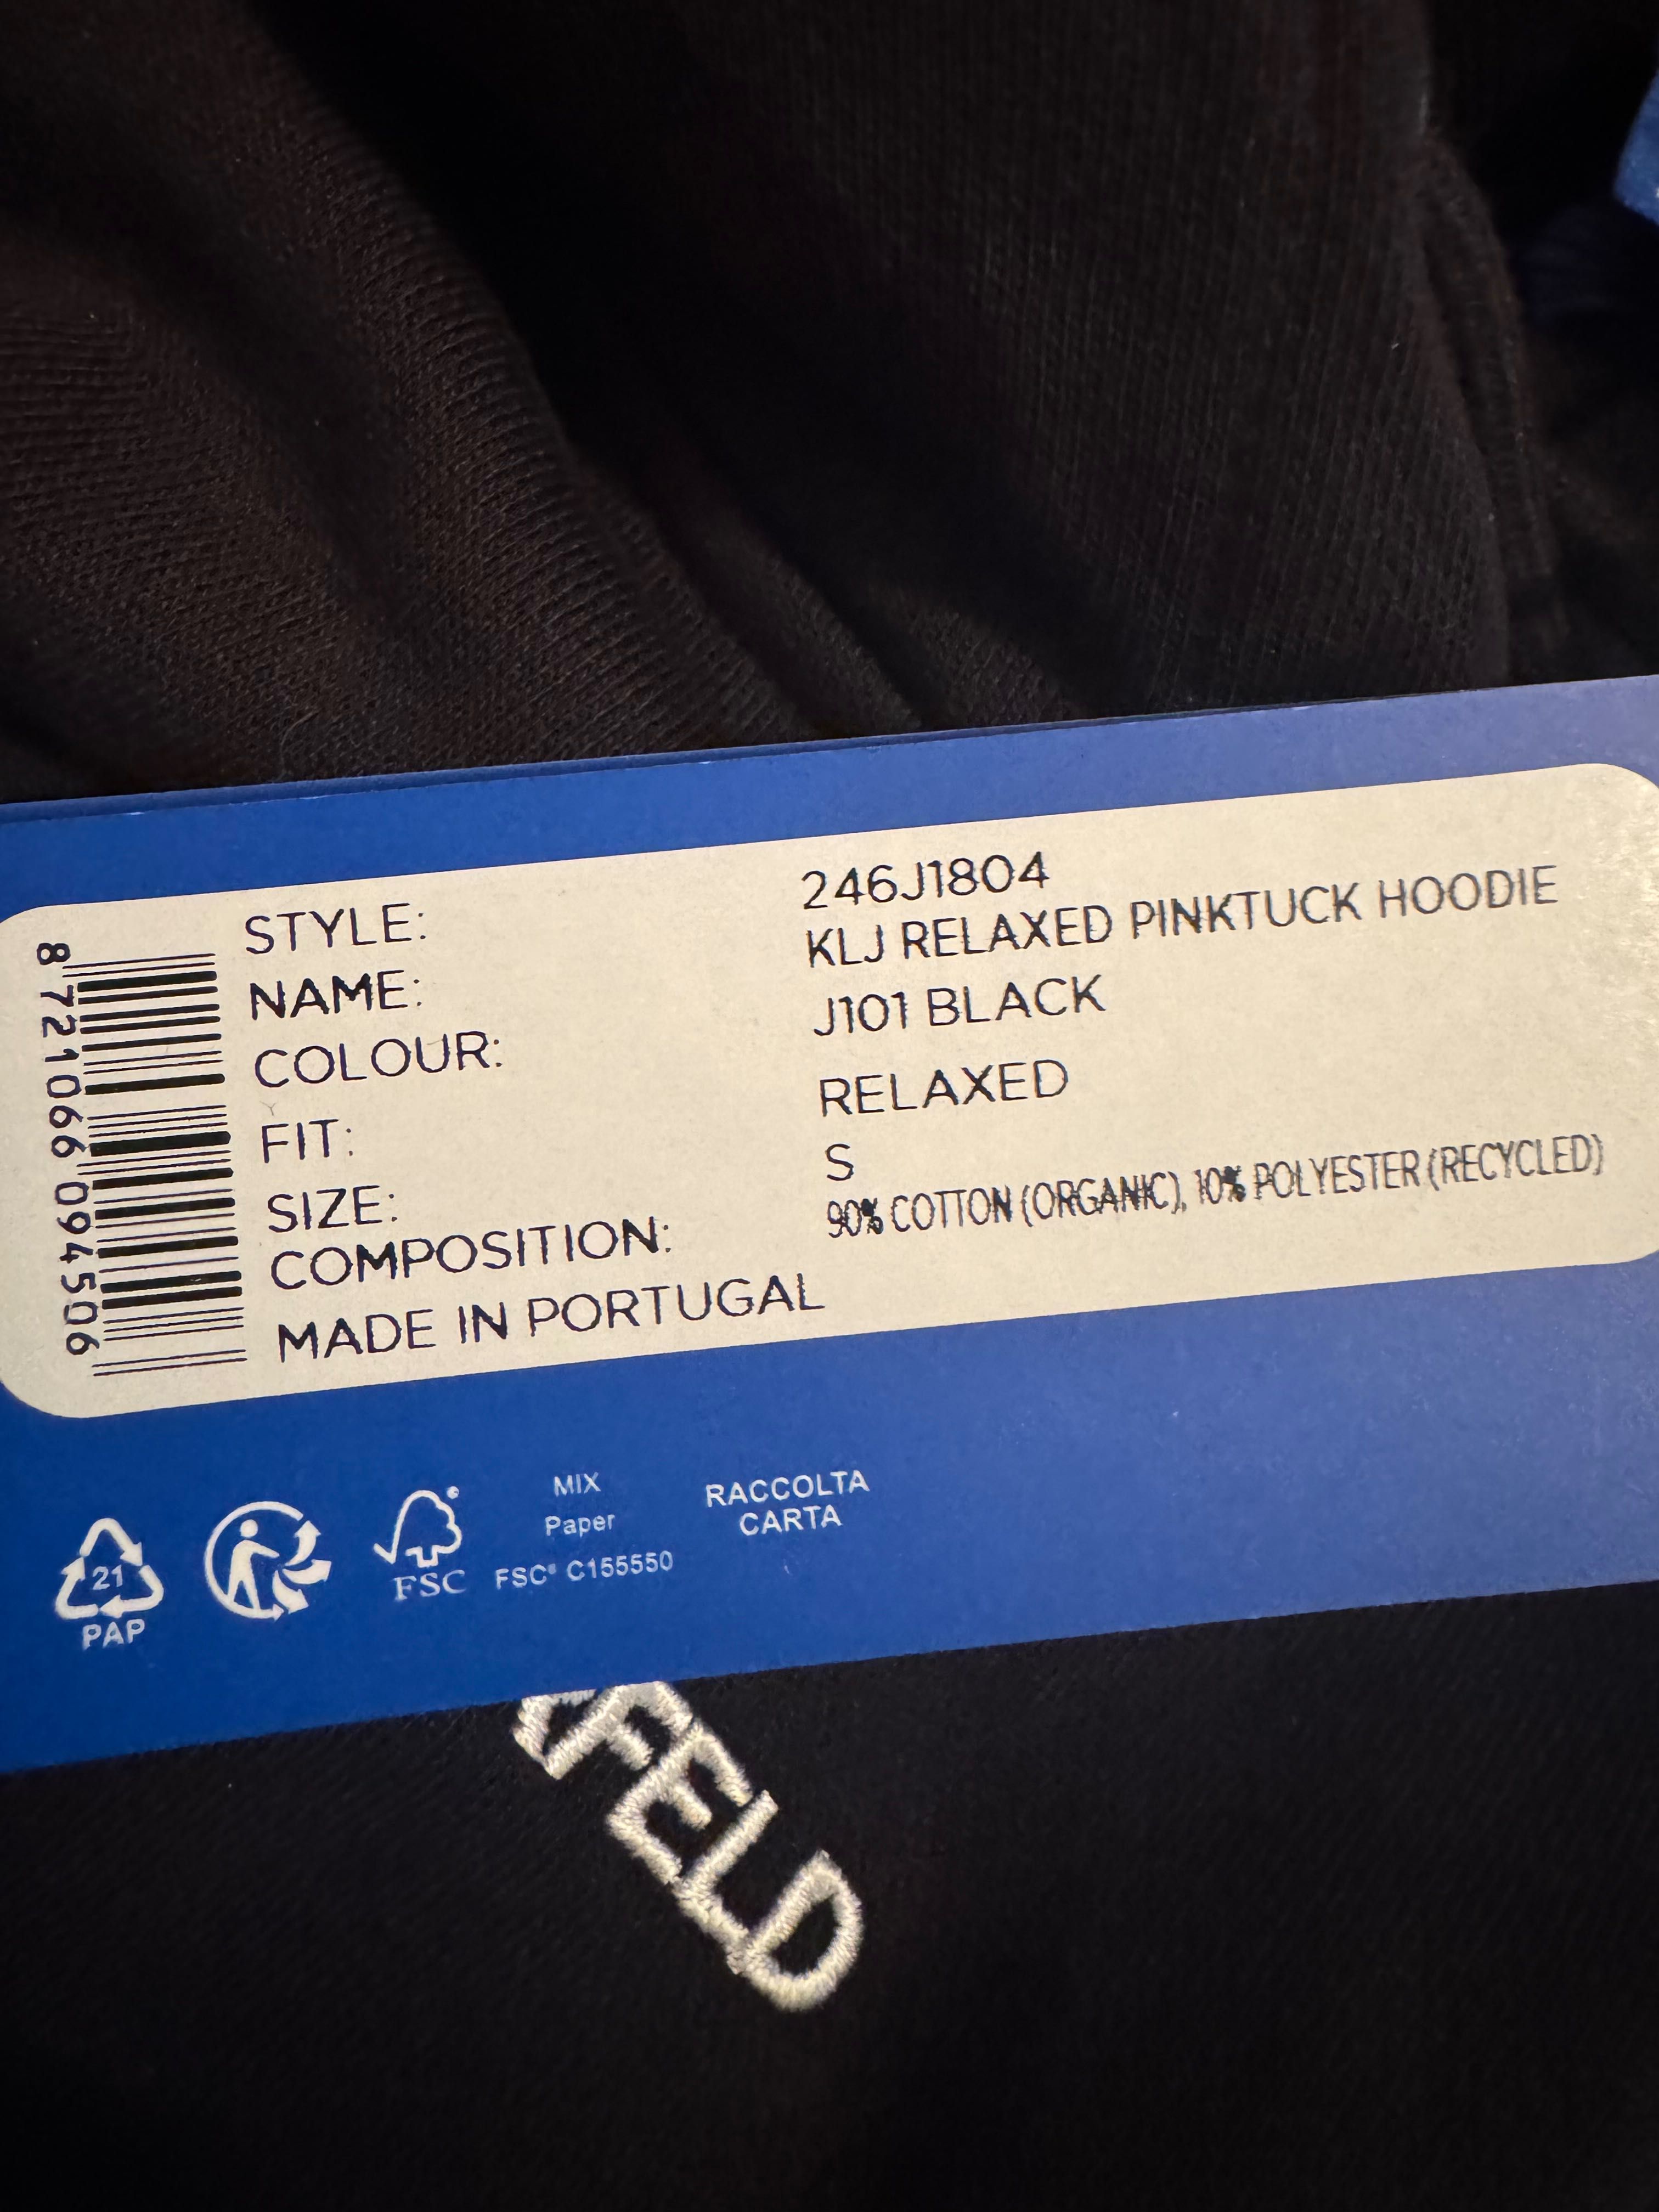 STYLE: 246J1804
NAME: KLJ RELAXED PINKTUCK HOODIE
COLOUR: J101 BLACK
FIT: RELAXED
SIZE: S
COMPOSITION: 90% COTTON (ORGANIC), 10% POLYESTER (RECYCLED)
MADE IN PORTUGAL
8 721066 094506
21
PAP
FSC
MIX
Paper
FSC® C155550
RACCOLTA
CARTA
FELD